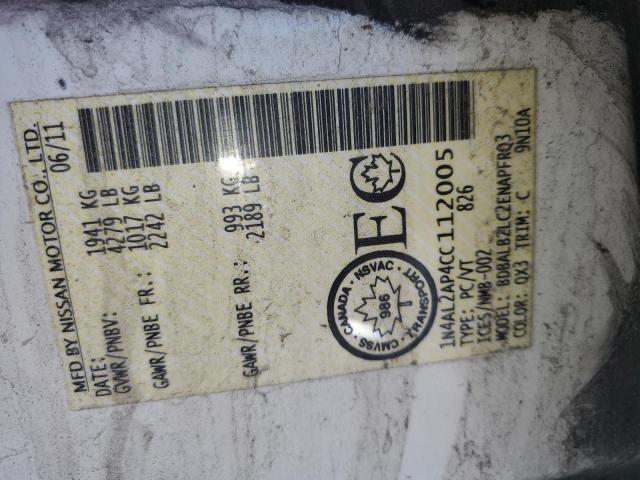 MFD BY NISSAN MOTOR CO., LTD.
DATE: 06/11
GVWR/PNBV: 1941 KG
4279 LB
GAWR/PNBE FR.: 1017 KG
2242 LB
GAWR/PNBE RR.: 993 KG
2189 LB
CANADA · NSVAC · TRANSPORT · CMVSS ·
986
EC
1N4AL2AP4CC112005
TYPE: PC/VT 826
ICES/NMB-002
MODEL: BDBALB2LCZENAPFRQ3
COLOR: QX3 TRIM: C 9N10A